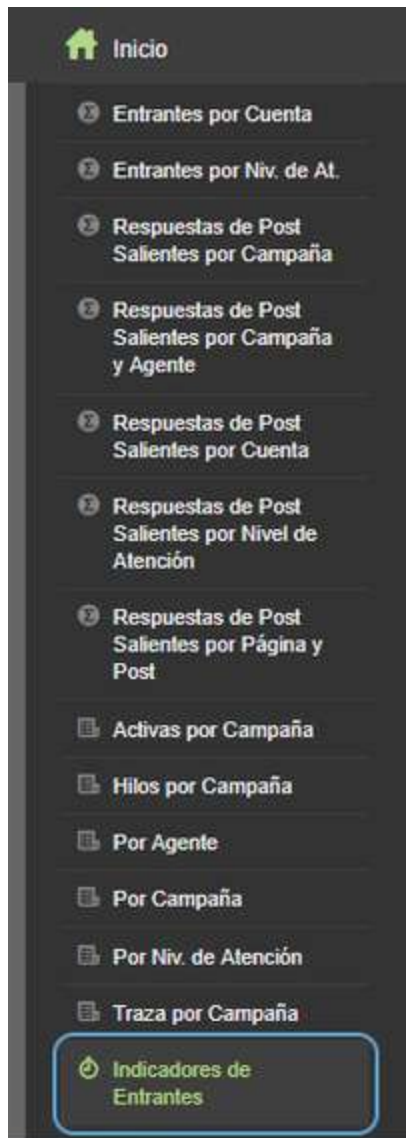 Inicio
Entrantes por Cuenta
Entrantes por Niv. de At.
Respuestas de Post
Salientes por Campaña
Respuestas de Post
Salientes por Campaña
y Agente
Respuestas de Post
Salientes por Cuenta
Respuestas de Post
Salientes por Nivel de
Atención
Respuestas de Post
Salientes por Página y
Post
Activas por Campaña
Hilos por Campaña
Por Agente
Por Campaña
Por Niv. de Atención
Traza por Campaña
Indicadores de
Entrantes